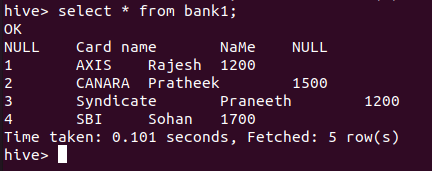 hive> select * from bank1;
OK
NULL	Card name	NaMe	NULL
1	AXIS	Rajesh	1200
2	CANARA	Pratheek	1500
3	Syndicate	Praneeth	1200
4	SBI	Sohan	1700
Time taken: 0.101 seconds, Fetched: 5 row(s)
hive>